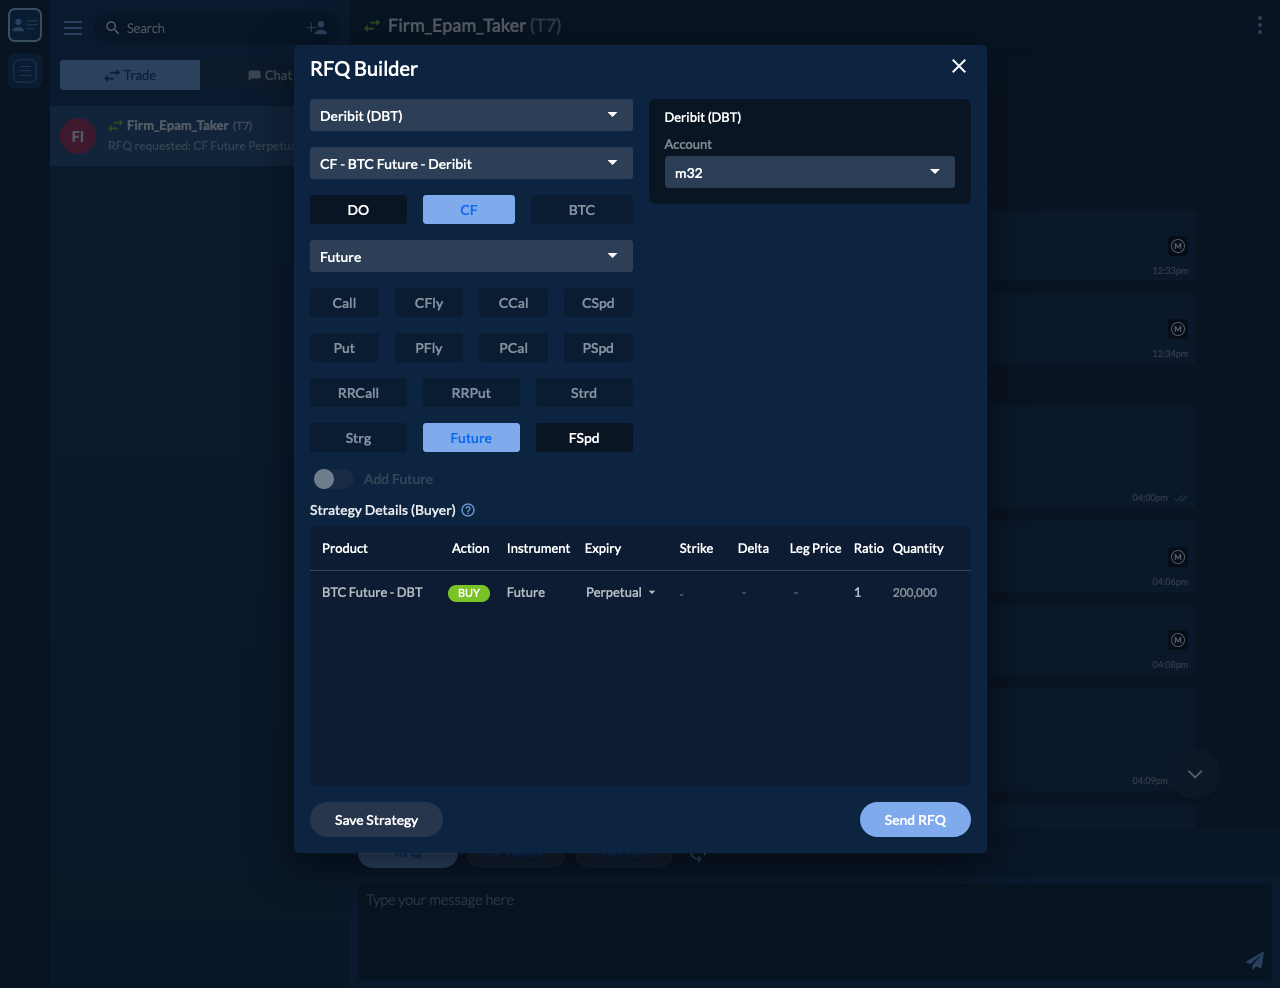 Search
Firm_Epam_Taker (T7)
Trade
Chat
FI
Firm_Epam_Taker (T7)
RFQ requested: CF Future Perpetua
RFQ Builder
Deribit (DBT)
CF - BTC Future - Deribit
DO CF BTC
Future
Call CFly CCal CSpd
Put PFly PCal PSpd
RRCall RRPut Strd
Strg Future FSpd
Add Future
Deribit (DBT)
Account
m32
Strategy Details (Buyer) ?
Product Action Instrument Expiry Strike Delta Leg Price Ratio Quantity
BTC Future - DBT BUY Future Perpetual - - - 1 200,000
Save Strategy
Send RFQ
M
12:33pm
M
12:34pm
04:00pm
M
04:06pm
M
04:08pm
04:09pm
Type your message here